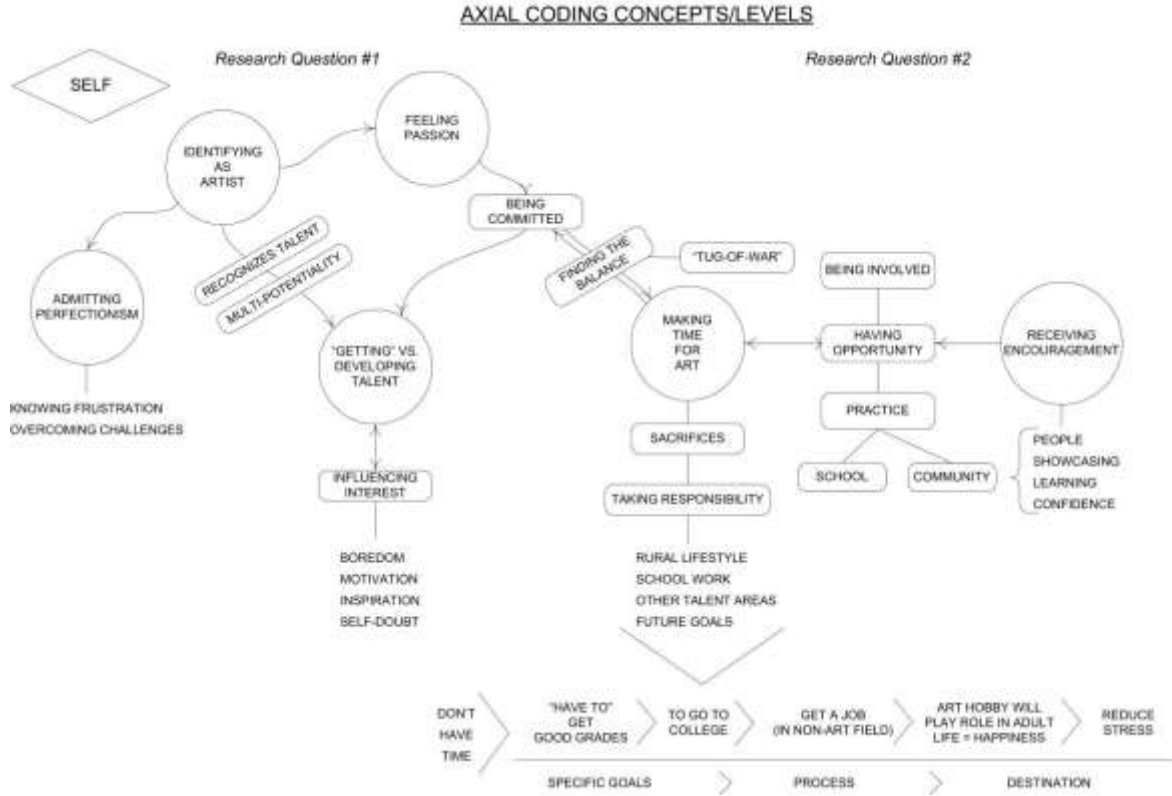 AXIAL CODING CONCEPTS/LEVELS
Research Question #1
Research Question #2
SELF
IDENTIFYING
AS
ARTIST
FEELING
PASSION
BEING
COMMITTED
RECOGNIZES TALENT
MULTI-POTENTIALITY
ADMITTING
PERFECTIONISM
KNOWING FRUSTRATION
OVERCOMING CHALLENGES
"GETTING" VS.
DEVELOPING
TALENT
INFLUENCING
INTEREST
BOREDOM
MOTIVATION
INSPIRATION
SELF-DOUBT
FINDING THE
BALANCE
"TUG-OF-WAR"
MAKING
TIME
FOR
ART
SACRIFICES
TAKING RESPONSIBILITY
RURAL LIFESTYLE
SCHOOL WORK
OTHER TALENT AREAS
FUTURE GOALS
BEING INVOLVED
HAVING
OPPORTUNITY
PRACTICE
SCHOOL
COMMUNITY
RECEIVING
ENCOURAGEMENT
PEOPLE
SHOWCASING
LEARNING
CONFIDENCE
DON'T
HAVE
TIME
"HAVE TO"
GET
GOOD GRADES
TO GO TO
COLLEGE
GET A JOB
(IN NON-ART FIELD)
ART HOBBY WILL
PLAY ROLE IN ADULT
LIFE = HAPPINESS
REDUCE
STRESS
SPECIFIC GOALS
PROCESS
DESTINATION